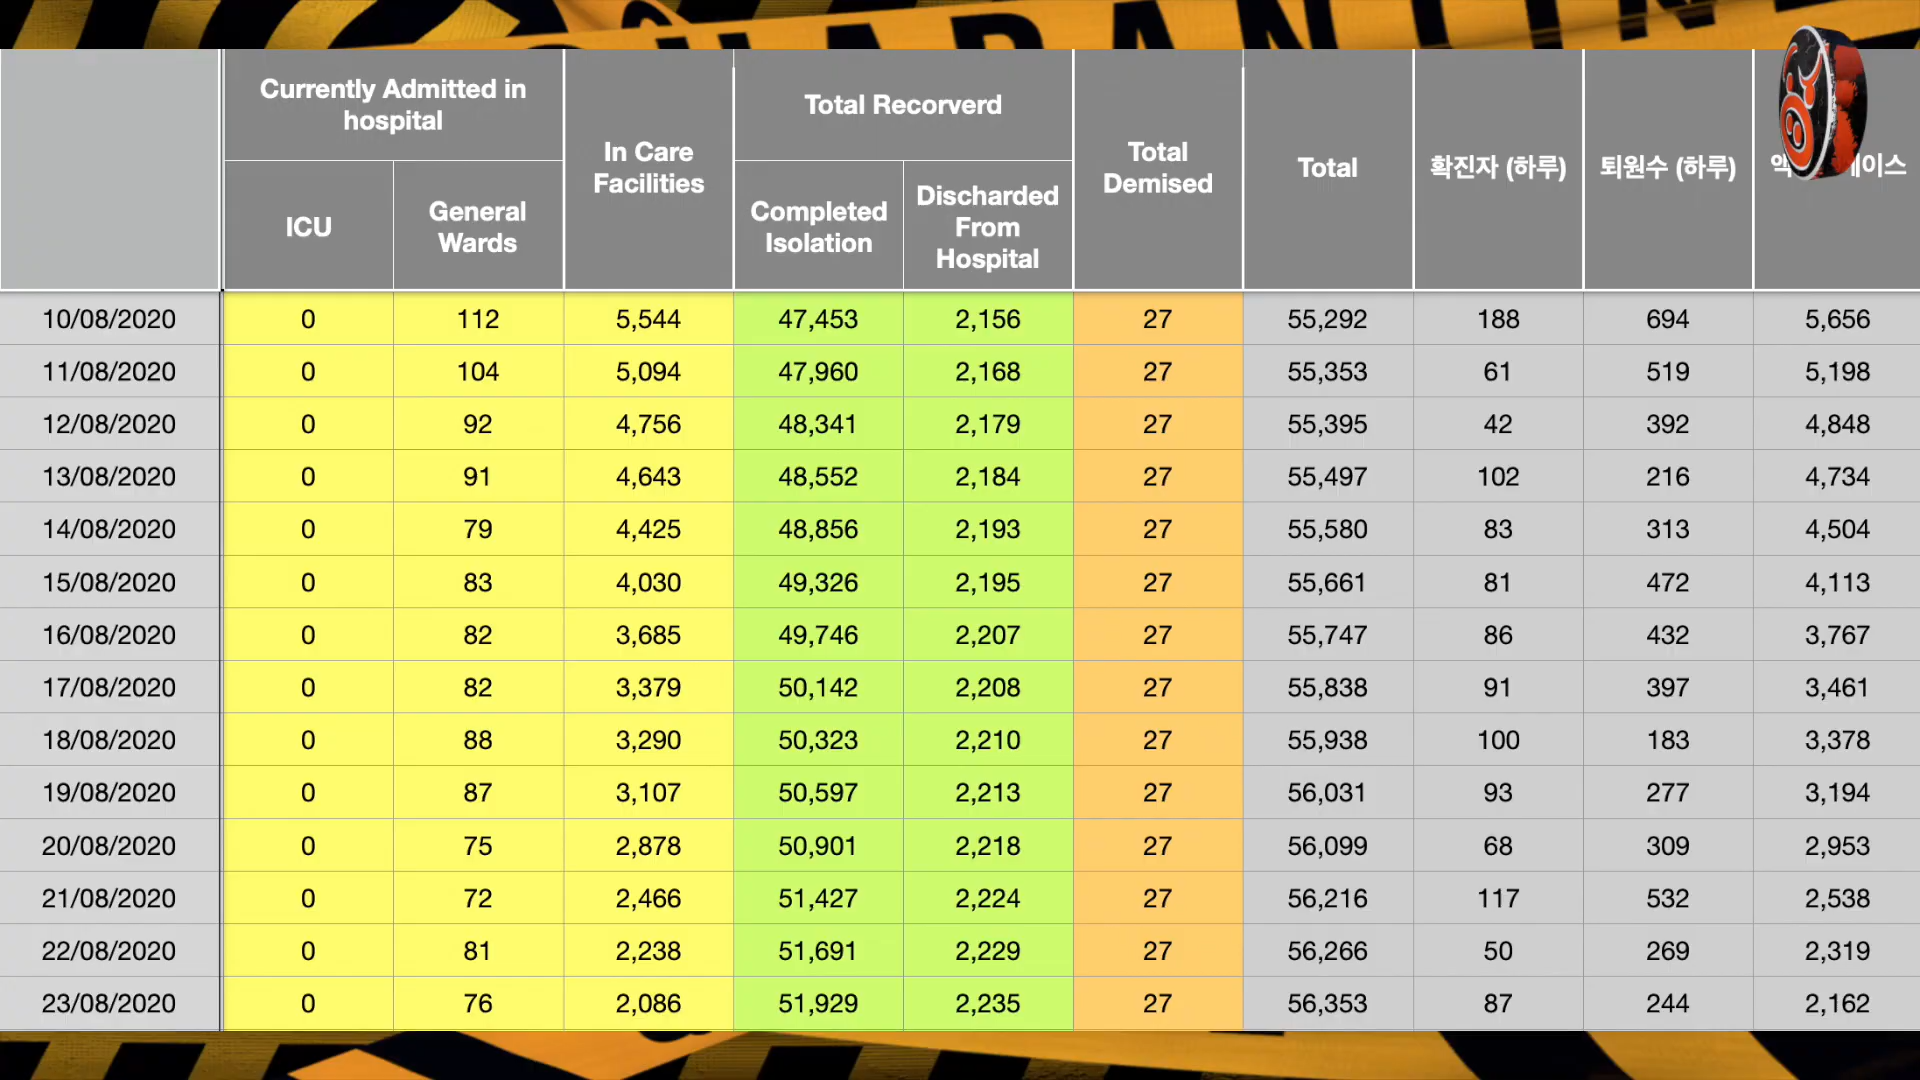 QUARANTINE
Currently Admitted in
hospital
In Care
Facilities
Total Recorverd
Total
Demised
Total
확진자 (하루)
퇴원수 (하루)
ICU
General
Wards
Completed
Isolation
Discharded
From
Hospital
10/08/2020 0 112 5,544 47,453 2,156 27 55,292 188 694 5,656
11/08/2020 0 104 5,094 47,960 2,168 27 55,353 61 519 5,198
12/08/2020 0 92 4,756 48,341 2,179 27 55,395 42 392 4,848
13/08/2020 0 91 4,643 48,552 2,184 27 55,497 102 216 4,734
14/08/2020 0 79 4,425 48,856 2,193 27 55,580 83 313 4,504
15/08/2020 0 83 4,030 49,326 2,195 27 55,661 81 472 4,113
16/08/2020 0 82 3,685 49,746 2,207 27 55,747 86 432 3,767
17/08/2020 0 82 3,379 50,142 2,208 27 55,838 91 397 3,461
18/08/2020 0 88 3,290 50,323 2,210 27 55,938 100 183 3,378
19/08/2020 0 87 3,107 50,597 2,213 27 56,031 93 277 3,194
20/08/2020 0 75 2,878 50,901 2,218 27 56,099 68 309 2,953
21/08/2020 0 72 2,466 51,427 2,224 27 56,216 117 532 2,538
22/08/2020 0 81 2,238 51,691 2,229 27 56,266 50 269 2,319
23/08/2020 0 76 2,086 51,929 2,235 27 56,353 87 244 2,162